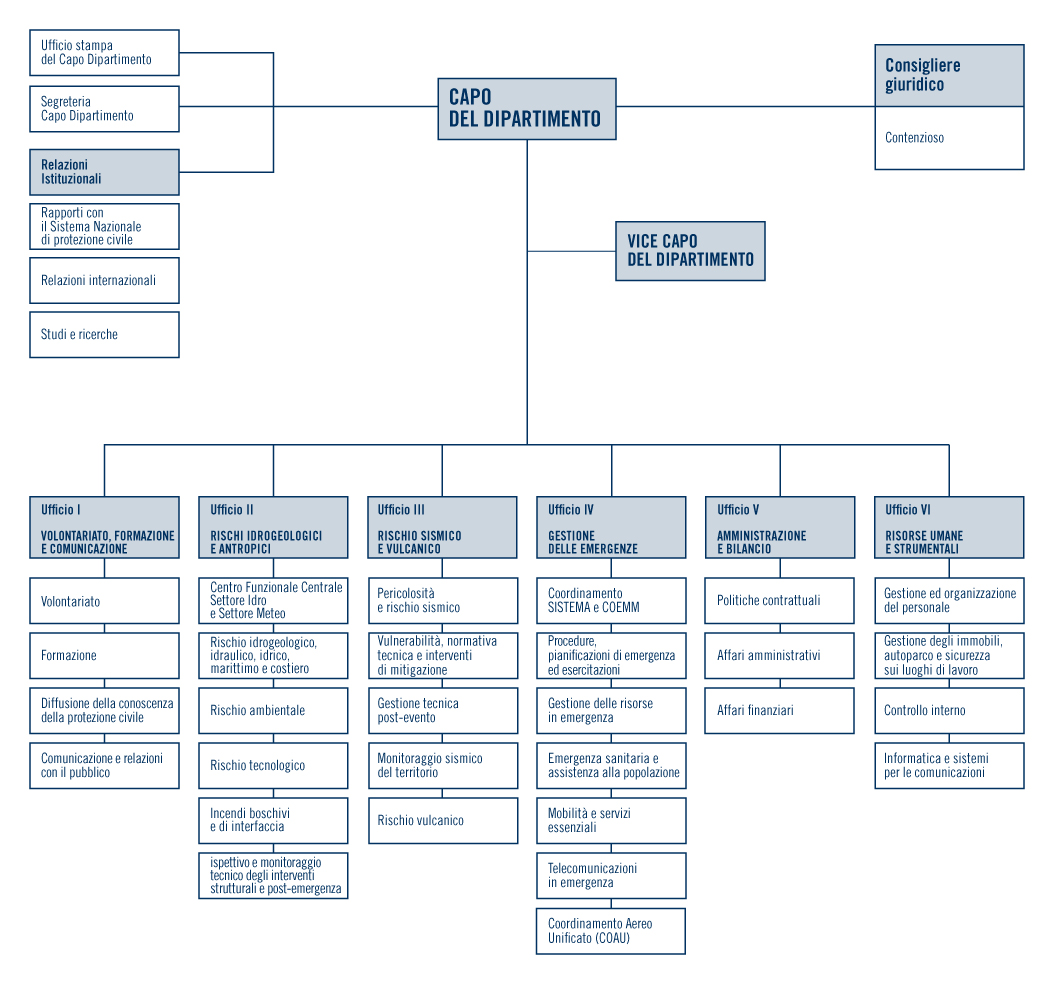 Ufficio stampa
del Capo Dipartimento
Segreteria
Capo Dipartimento
Relazioni
Istituzionali
Rapporti con
il Sistema Nazionale
di protezione civile
Relazioni internazionali
Studi e ricerche
CAPO
DEL DIPARTIMENTO
Consigliere
giuridico
Contenzioso
VICE CAPO
DEL DIPARTIMENTO
Ufficio I
VOLONTARIATO, FORMAZIONE
E COMUNICAZIONE
Volontariato
Formazione
Diffusione della conoscenza
della protezione civile
Comunicazione e relazioni
con il pubblico
Ufficio II
RISCHI IDROGEOLOGICI
E ANTROPICI
Centro Funzionale Centrale
Settore Idro
e Settore Meteo
Rischio idrogeologico,
idraulico, idrico,
marittimo e costiero
Rischio ambientale
Rischio tecnologico
Incendi boschivi
e di interfaccia
ispettivo e monitoraggio
tecnico degli interventi
strutturali e post-emergenza
Ufficio III
RISCHIO SISMICO
E VULCANICO
Pericolosità
e rischio sismico
Vulnerabilità, normativa
tecnica e interventi
di mitigazione
Gestione tecnica
post-evento
Monitoraggio sismico
del territorio
Rischio vulcanico
Ufficio IV
GESTIONE
DELLE EMERGENZE
Coordinamento
SISTEMA e COEMM
Procedure,
pianificazioni di emergenza
ed esercitazioni
Gestione delle risorse
in emergenza
Emergenza sanitaria e
assistenza alla popolazione
Mobilità e servizi
essenziali
Telecomunicazioni
in emergenza
Coordinamento Aereo
Unificato (COAU)
Ufficio V
AMMINISTRAZIONE
E BILANCIO
Politiche contrattuali
Affari amministrativi
Affari finanziari
Ufficio VI
RISORSE UMANE
E STRUMENTALI
Gestione ed organizzazione
del personale
Gestione degli immobili,
autoparco e sicurezza
sui luoghi di lavoro
Controllo interno
Informatica e sistemi
per le comunicazioni